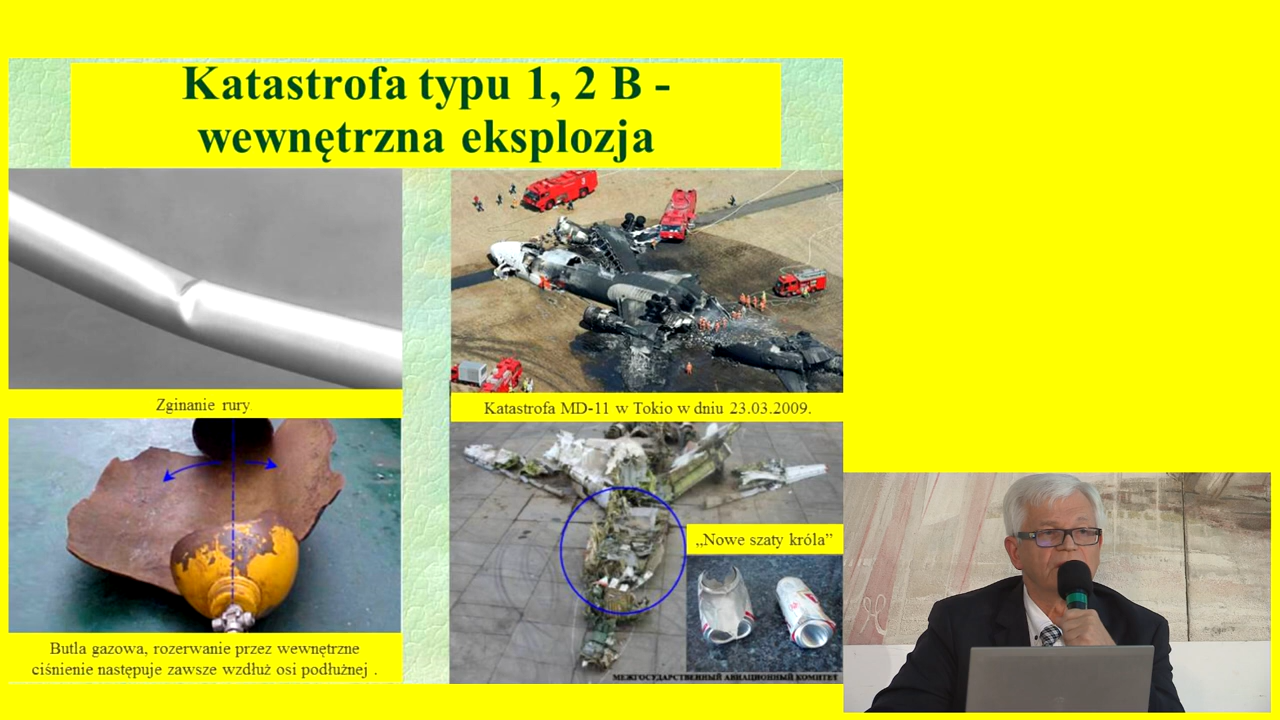 Katastrofa typu 1, 2 B -
wewnętrzna eksplozja
Zginanie rury
Katastrofa MD-11 w Tokio w dniu 23.03.2009.
„Nowe szaty króla”
Butla gazowa, rozerwanie przez wewnętrzne
ciśnienie następuje zawsze wzdłuż osi podłużnej .
МЕЖГОСУДАРСТВЕННЫЙ АВИАЦИОННЫЙ КОМИТЕТ